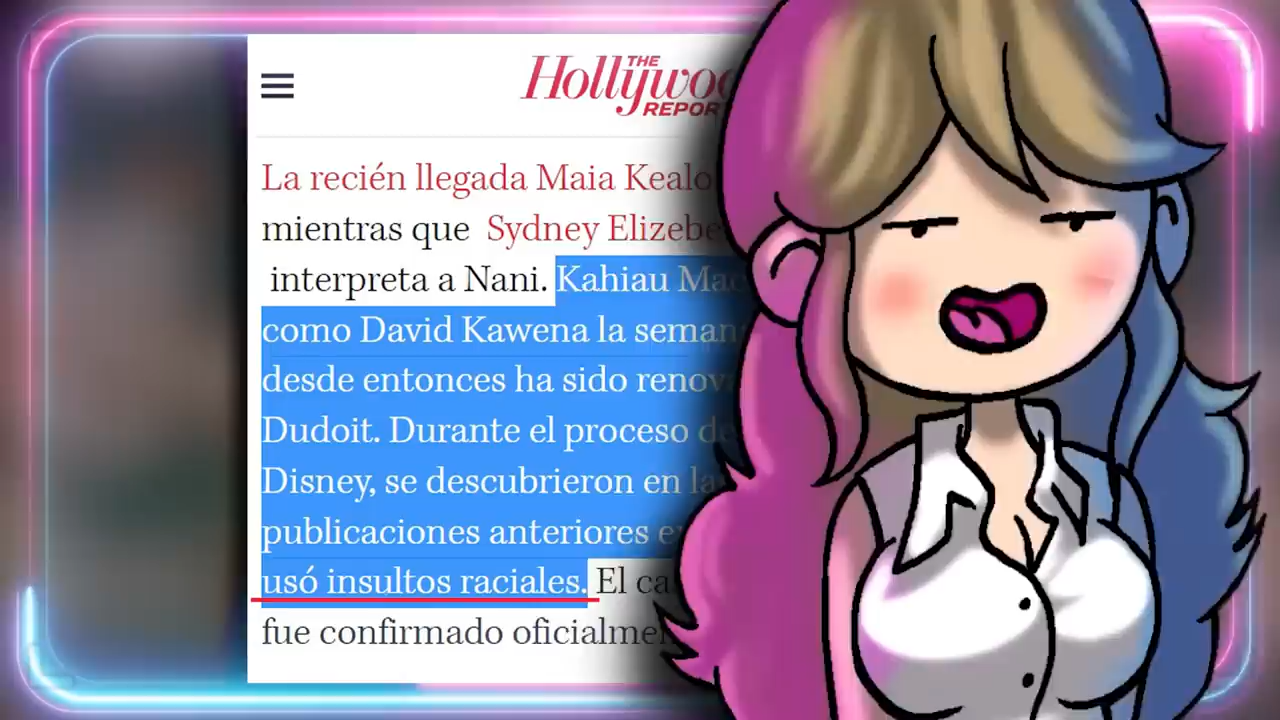 THE
Hollywoo
REPOR
La recién llegada Maia Kealo
mientras que Sydney Elizebe
interpreta a Nani. Kahiau Mac
como David Kawena la seman
desde entonces ha sido renov
Dudoit. Durante el proceso de
Disney, se descubrieron en la
publicaciones anteriores e
usó insultos raciales. El ca
fue confirmado oficialme